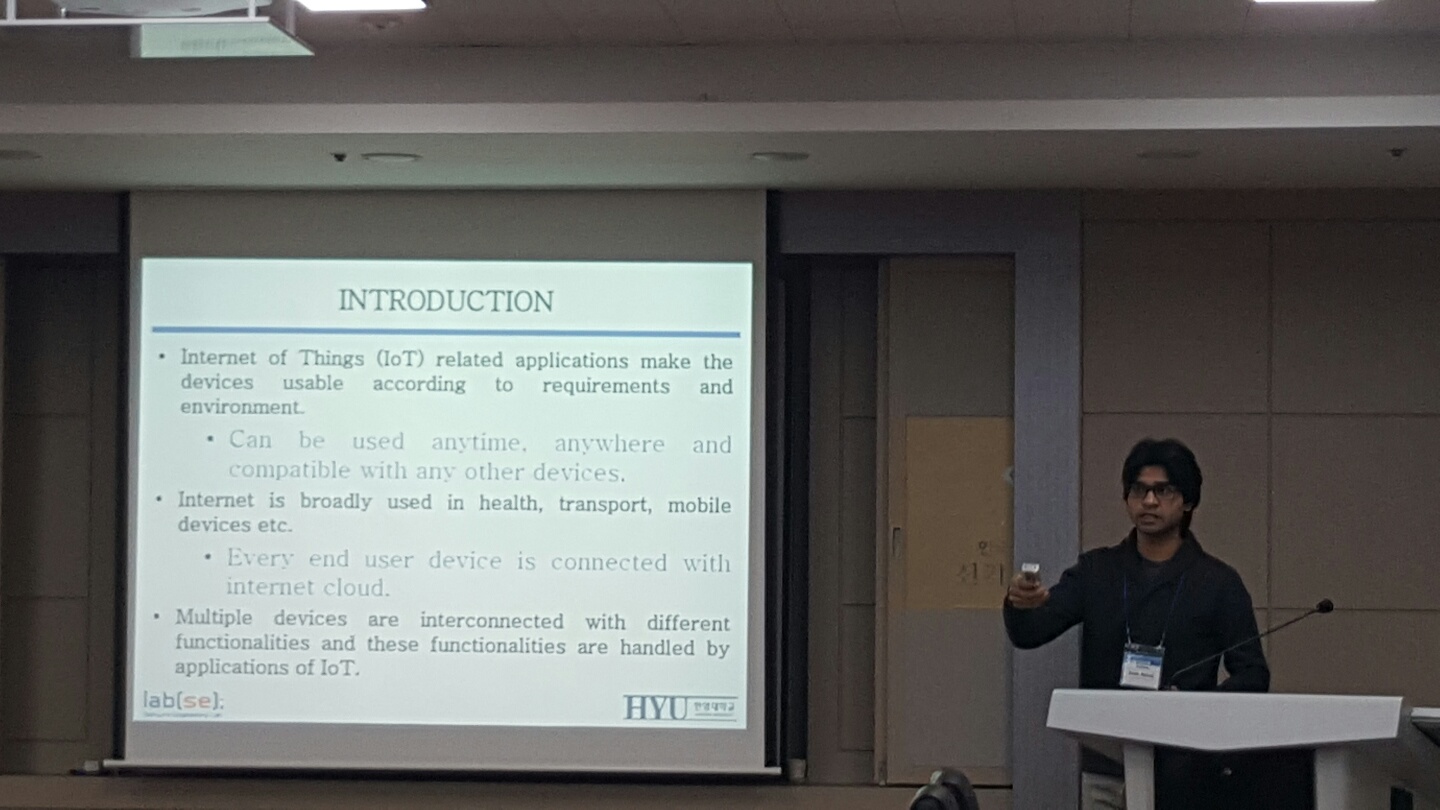 INTRODUCTION
• Internet of Things (IoT) related applications make the
devices usable according to requirements and
environment.
• Can be used anytime, anywhere and
compatible with any other devices.
• Internet is broadly used in health, transport, mobile
devices etc.
• Every end user device is connected with
internet cloud.
• Multiple devices are interconnected with different
functionalities and these functionalities are handled by
applications of IoT.
lab[se];
HYU 한양대학교